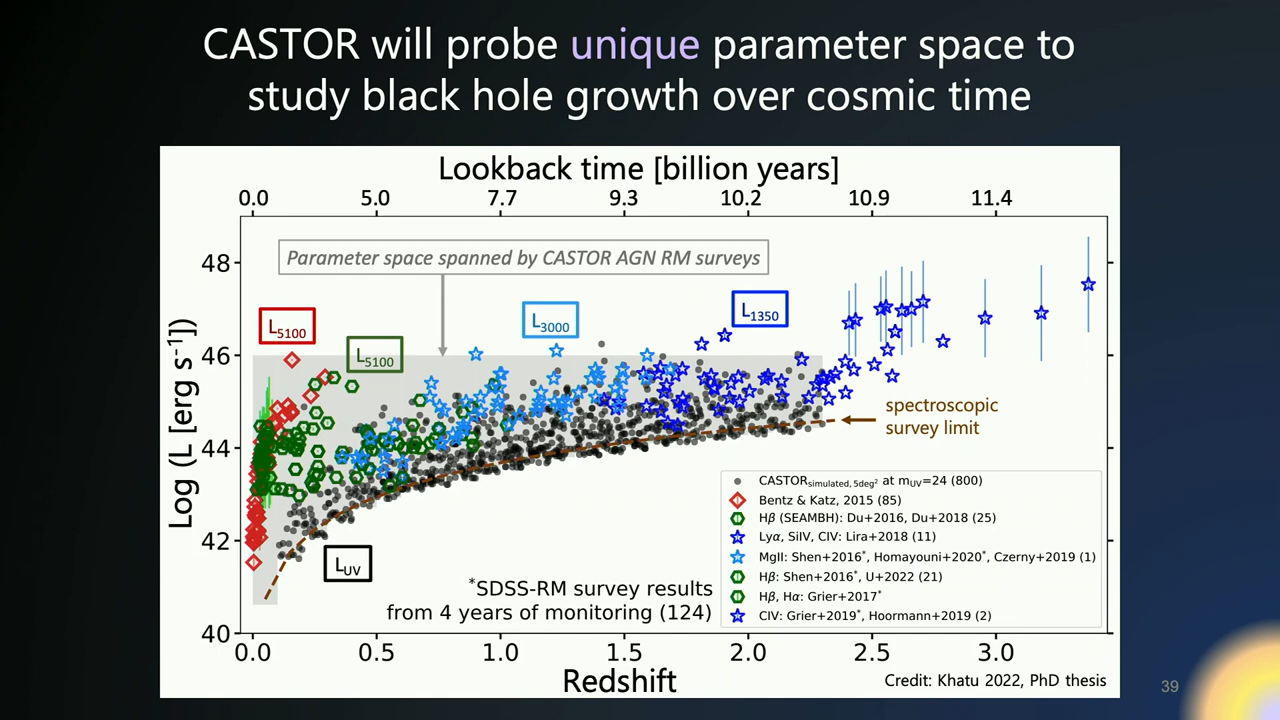 CASTOR will probe unique parameter space to
study black hole growth over cosmic time
Lookback time [billion years]
0.0 5.0 7.7 9.3 10.2 10.9 11.4
Parameter space spanned by CASTOR AGN RM surveys
L5100
L5100
L3000
L1350
LUV
spectroscopic
survey limit
Log (L [erg s⁻¹])
48
46
44
42
40
CASTORsimulated, 5deg² at mUV=24 (800)
Bentz & Katz, 2015 (85)
Hβ (SEAMBH): Du+2016, Du+2018 (25)
Lyα, SiIV, CIV: Lira+2018 (11)
MgII: Shen+2016*, Homayouni+2020*, Czerny+2019 (1)
Hβ: Shen+2016*, U+2022 (21)
Hβ, Hα: Grier+2017*
CIV: Grier+2019*, Hoormann+2019 (2)
*SDSS-RM survey results
from 4 years of monitoring (124)
0.0 0.5 1.0 1.5 2.0 2.5 3.0
Redshift
Credit: Khatu 2022, PhD thesis
39